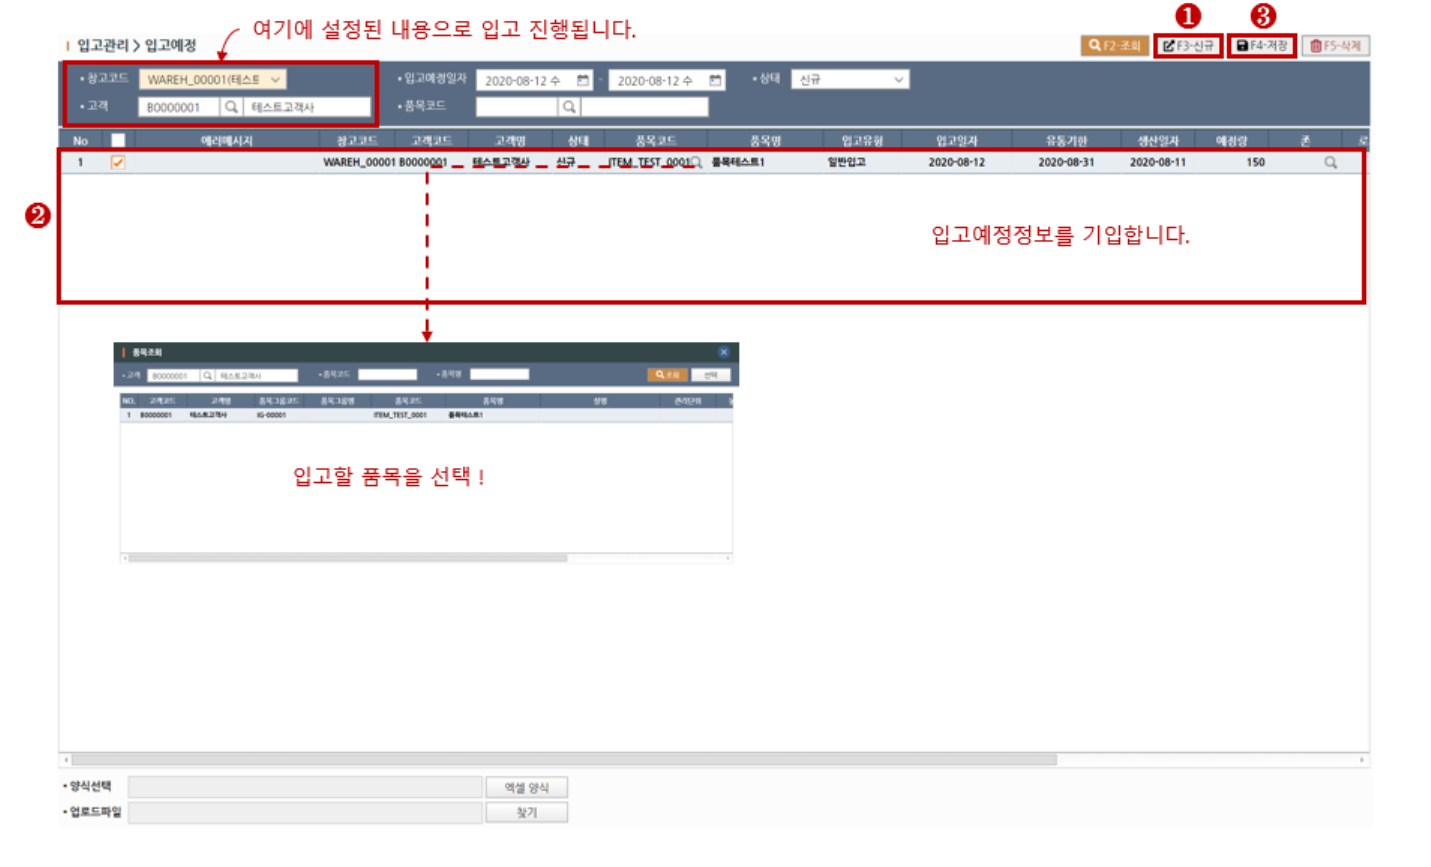 여기에 설정된 내용으로 입고 진행됩니다.
❶ ❸
입고관리 > 입고예정
F2-조회 F3-신규 F4-저장 F5-삭제
• 창고코드 WAREH_00001(테스트 • 입고예정일자 2020-08-12 수 - 2020-08-12 수 • 상태 신규
• 고객 B0000001 테스트고객사 • 품목코드
No 에러메시지 창고코드 고객코드 고객명 상태 품목코드 품목명 입고유형 입고일자 유통기한 생산일자 예정량 존 로
1 WAREH_00001 B0000001 테스트고객사 신규 ITEM_TEST_0001 품목테스트1 일반입고 2020-08-12 2020-08-31 2020-08-11 150
❷
입고예정정보를 기입합니다.
품목조회
• 고객 B0000001 테스트고객사 • 품목코드 • 품목명 조회 선택
NO. 고객코드 고객명 품목그룹코드 품목그룹명 품목코드 품목명 설명 관리단위
1 B0000001 테스트고객사 IG-00001 ITEM_TEST_0001 품목테스트1
입고할 품목을 선택 !
• 양식선택 엑셀 양식
• 업로드파일 찾기